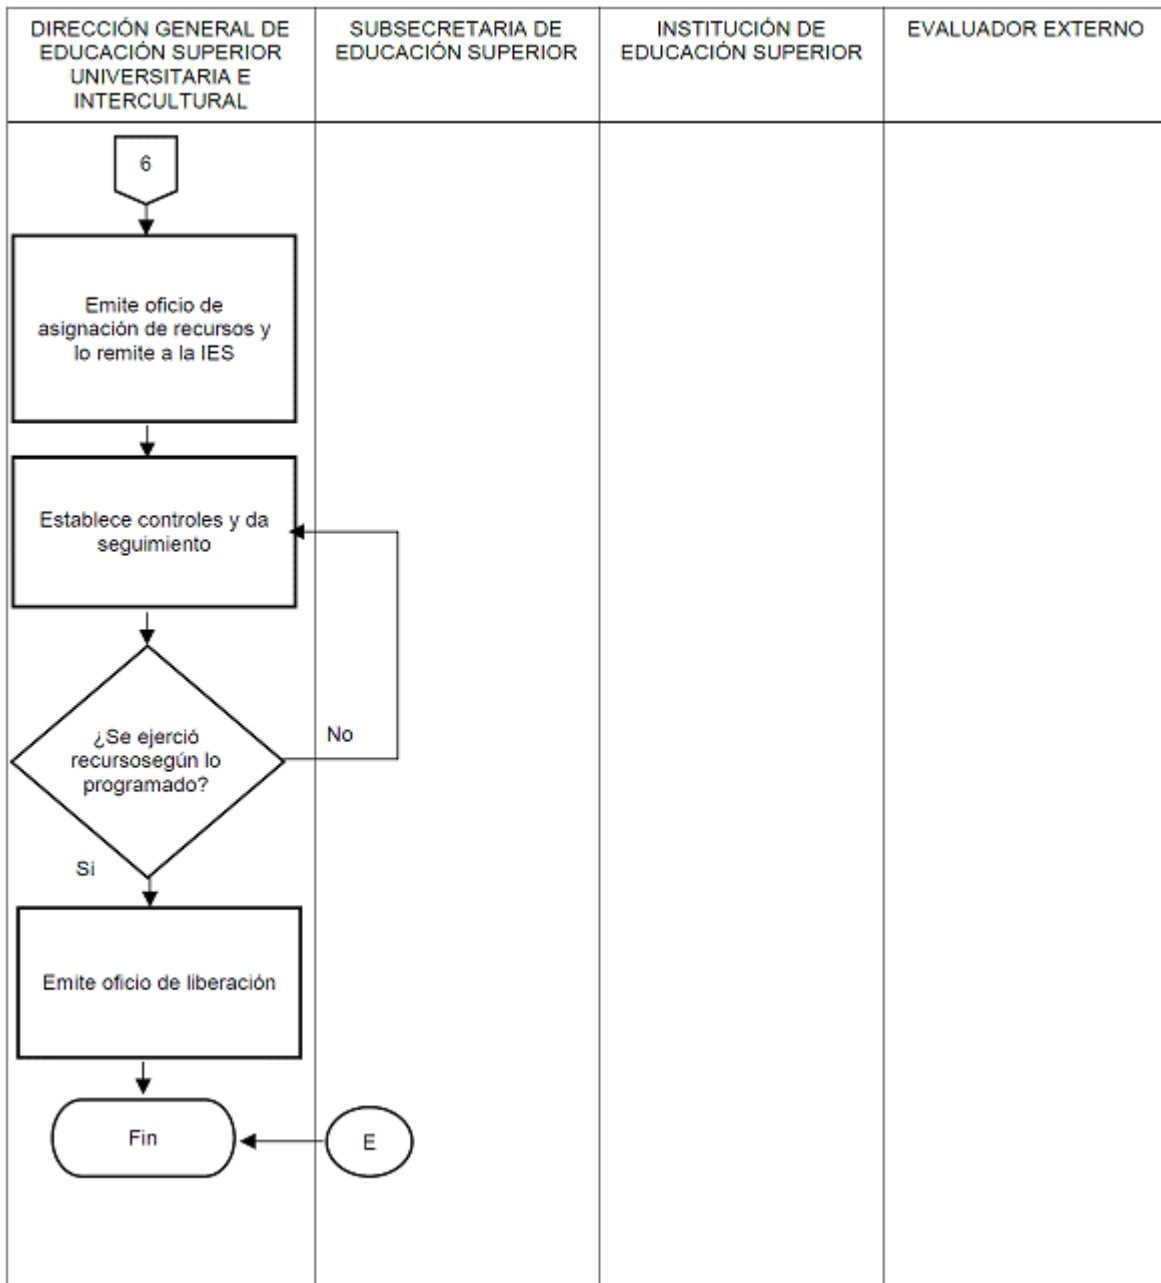 DIRECCIÓN GENERAL DE
EDUCACIÓN SUPERIOR
UNIVERSITARIA E
INTERCULTURAL
SUBSECRETARIA DE
EDUCACIÓN SUPERIOR
INSTITUCIÓN DE
EDUCACIÓN SUPERIOR
EVALUADOR EXTERNO
6
Emite oficio de
asignación de recursos y
lo remite a la IES
Establece controles y da
seguimiento
¿Se ejerció
recursosegún lo
programado?
No
Si
Emite oficio de liberación
Fin
E